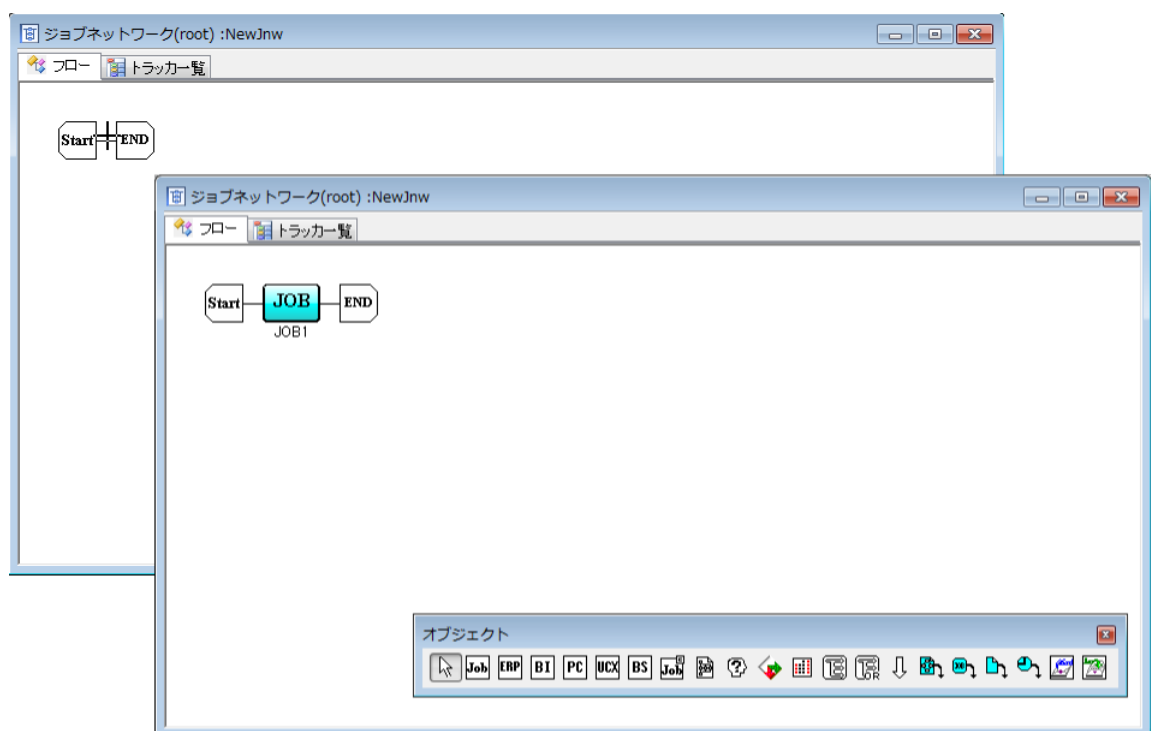 ジョブネットワーク(root) :NewJnw
フロー トラッカ一覧
Start END
ジョブネットワーク(root) :NewJnw
フロー トラッカ一覧
Start JOB END
JOB1
オブジェクト
Job ERP BI PC UCX BS Job OR